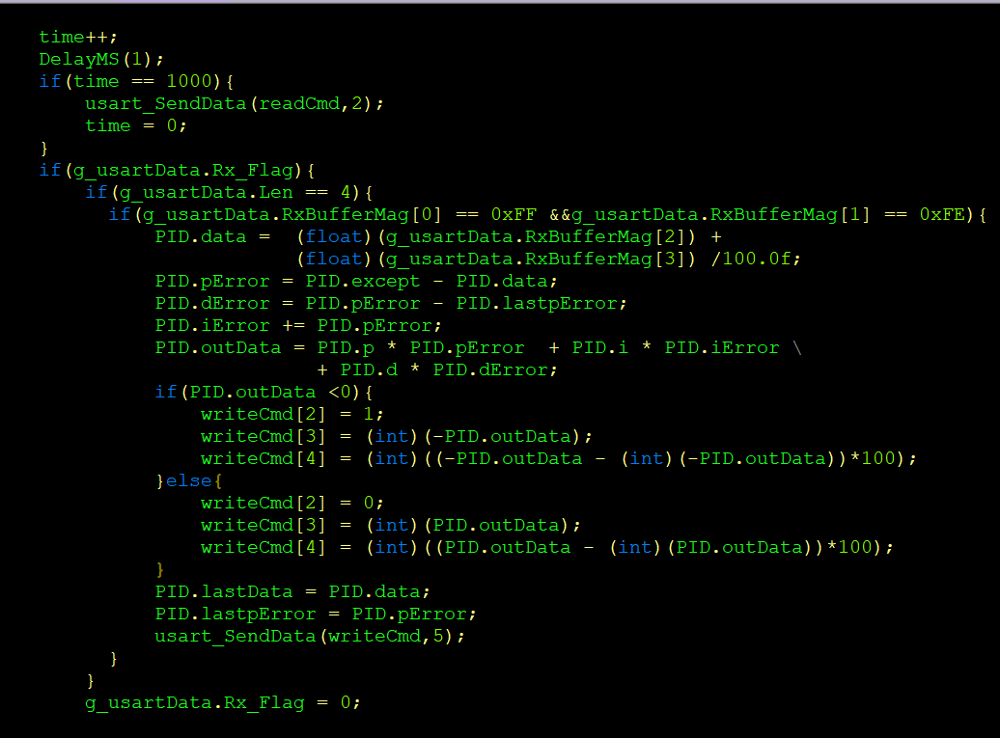 time++;
DelayMS(1);
if(time == 1000){
usart_SendData(readCmd,2);
time = 0;
}
if(g_usartData.Rx_Flag){
if(g_usartData.Len == 4){
if(g_usartData.RxBufferMag[0] == 0xFF &&g_usartData.RxBufferMag[1] == 0xFE){
PID.data =  (float)(g_usartData.RxBufferMag[2]) +
(float)(g_usartData.RxBufferMag[3]) /100.0f;
PID.pError = PID.except - PID.data;
PID.dError = PID.pError - PID.lastpError;
PID.iError += PID.pError;
PID.outData = PID.p * PID.pError  + PID.i * PID.iError \
+ PID.d * PID.dError;
if(PID.outData <0){
writeCmd[2] = 1;
writeCmd[3] = (int)(-PID.outData);
writeCmd[4] = (int)((-PID.outData - (int)(-PID.outData))*100);
}else{
writeCmd[2] = 0;
writeCmd[3] = (int)(PID.outData);
writeCmd[4] = (int)((PID.outData - (int)(PID.outData))*100);
}
PID.lastData = PID.data;
PID.lastpError = PID.pError;
usart_SendData(writeCmd,5);
}
}
g_usartData.Rx_Flag = 0;